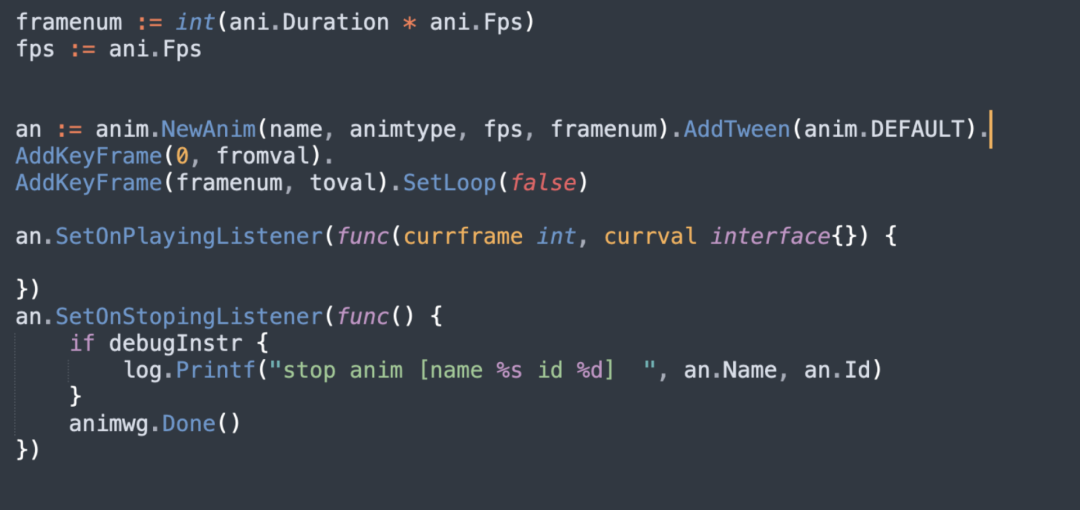 framenum := int(ani.Duration * ani.Fps)
fps := ani.Fps
an := anim.NewAnim(name, animtype, fps, framenum).AddTween(anim.DEFAULT).
AddKeyFrame(0, fromval).
AddKeyFrame(framenum, toval).SetLoop(false)
an.SetOnPlayingListener(func(currframe int, currval interface{}) {
})
an.SetOnStopingListener(func() {
if debugInstr {
log.Printf("stop anim [name %s id %d]  ", an.Name, an.Id)
}
animwg.Done()
})